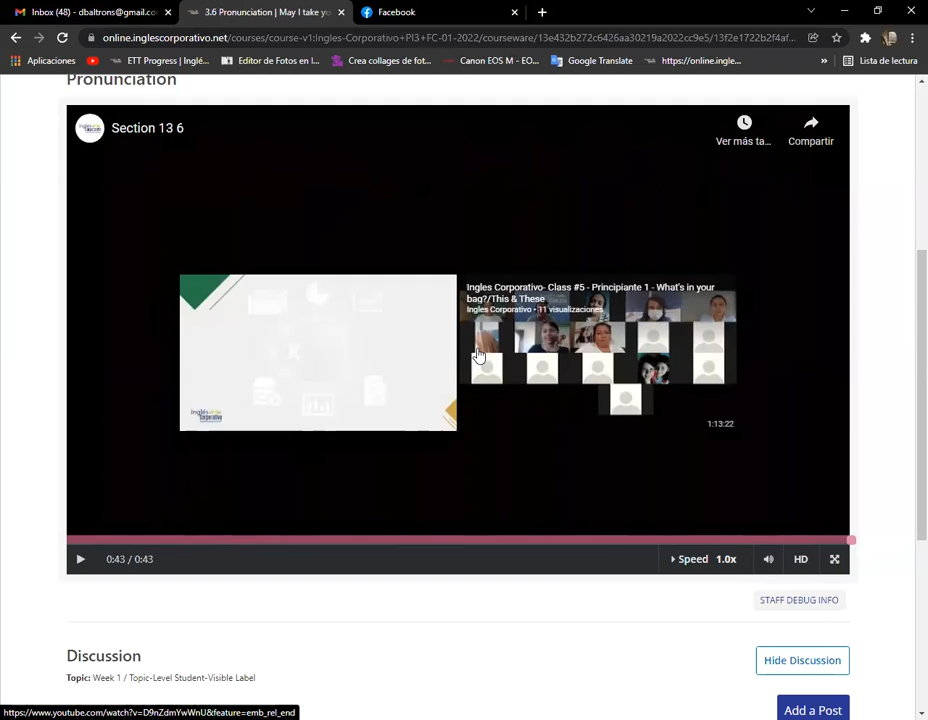 Inbox (48) - dbaltrons@gmail.co
3.6 Pronunciation | May I take yo
Facebook
online.inglescorporativo.net/courses/course-v1:Ingles-Corporativo+PI3+FC-01-2022/courseware/13e432b272c6426aa30219a2022cc9e5/13f2e1722b2f4af...
Aplicaciones
ETT Progress | Inglé...
Editor de Fotos en l...
Crea collages de fot...
Canon EOS M - EO...
Google Translate
https://online.ingle...
»
Lista de lectura
Pronunciation
Section 13 6
Ver más ta...
Compartir
Ingles Corporativo- Class #5 - Principiante 1 - What's in your
bag?/This & These
Ingles Corporativo • 11 visualizaciones
1:13:22
0:43 / 0:43
Speed 1.0x
HD
STAFF DEBUG INFO
Discussion
Hide Discussion
Topic: Week 1 / Topic-Level Student-Visible Label
Add a Post
https://www.youtube.com/watch?v=D9nZdmYwWnU&feature=emb_rel_end